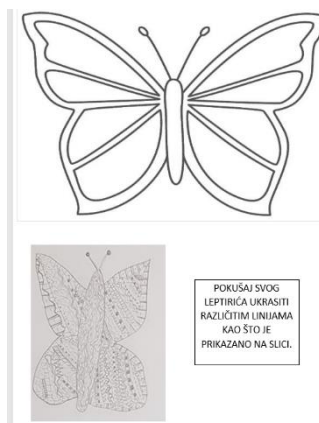 POKUŠAJ SVOG
LEPTIRIĆA UKRASITI
RAZLIČITIM LINIJAMA
KAO ŠTO JE
PRIKAZANO NA SLICI.